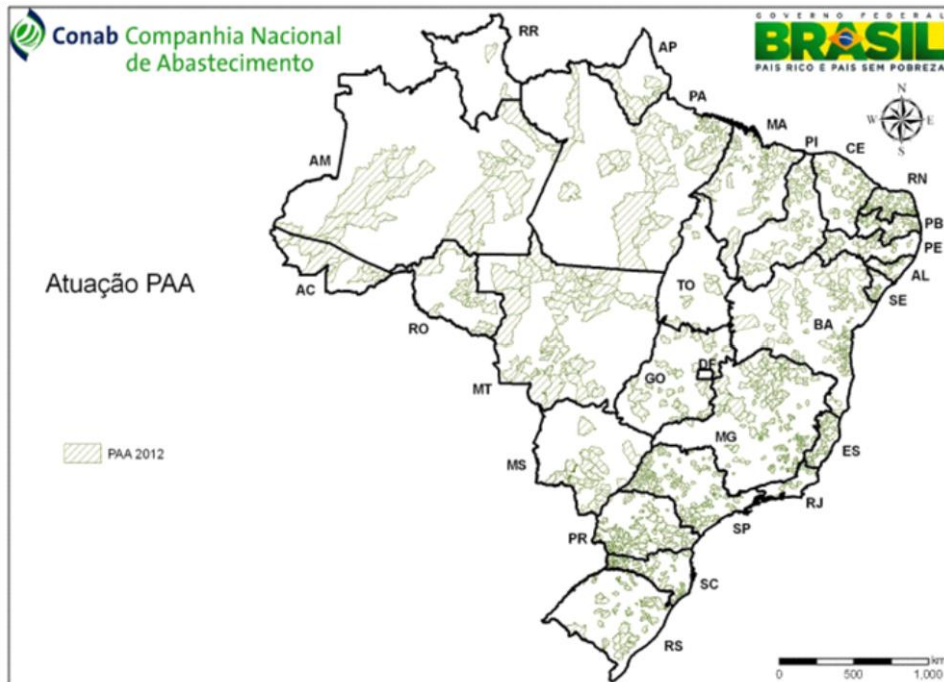 Conab Companhia Nacional
de Abastecimento
GOVERNO FEDERAL
BRASIL
PAÍS RICO É PAÍS SEM POBREZA
N
W E
S
RR
AP
PA
MA
PI
CE
RN
PB
PE
AL
SE
AM
AC
RO
TO
BA
MT
GO
DF
MG
ES
MS
RJ
SP
PR
SC
RS
Atuação PAA
PAA 2012
km
0 500 1,000